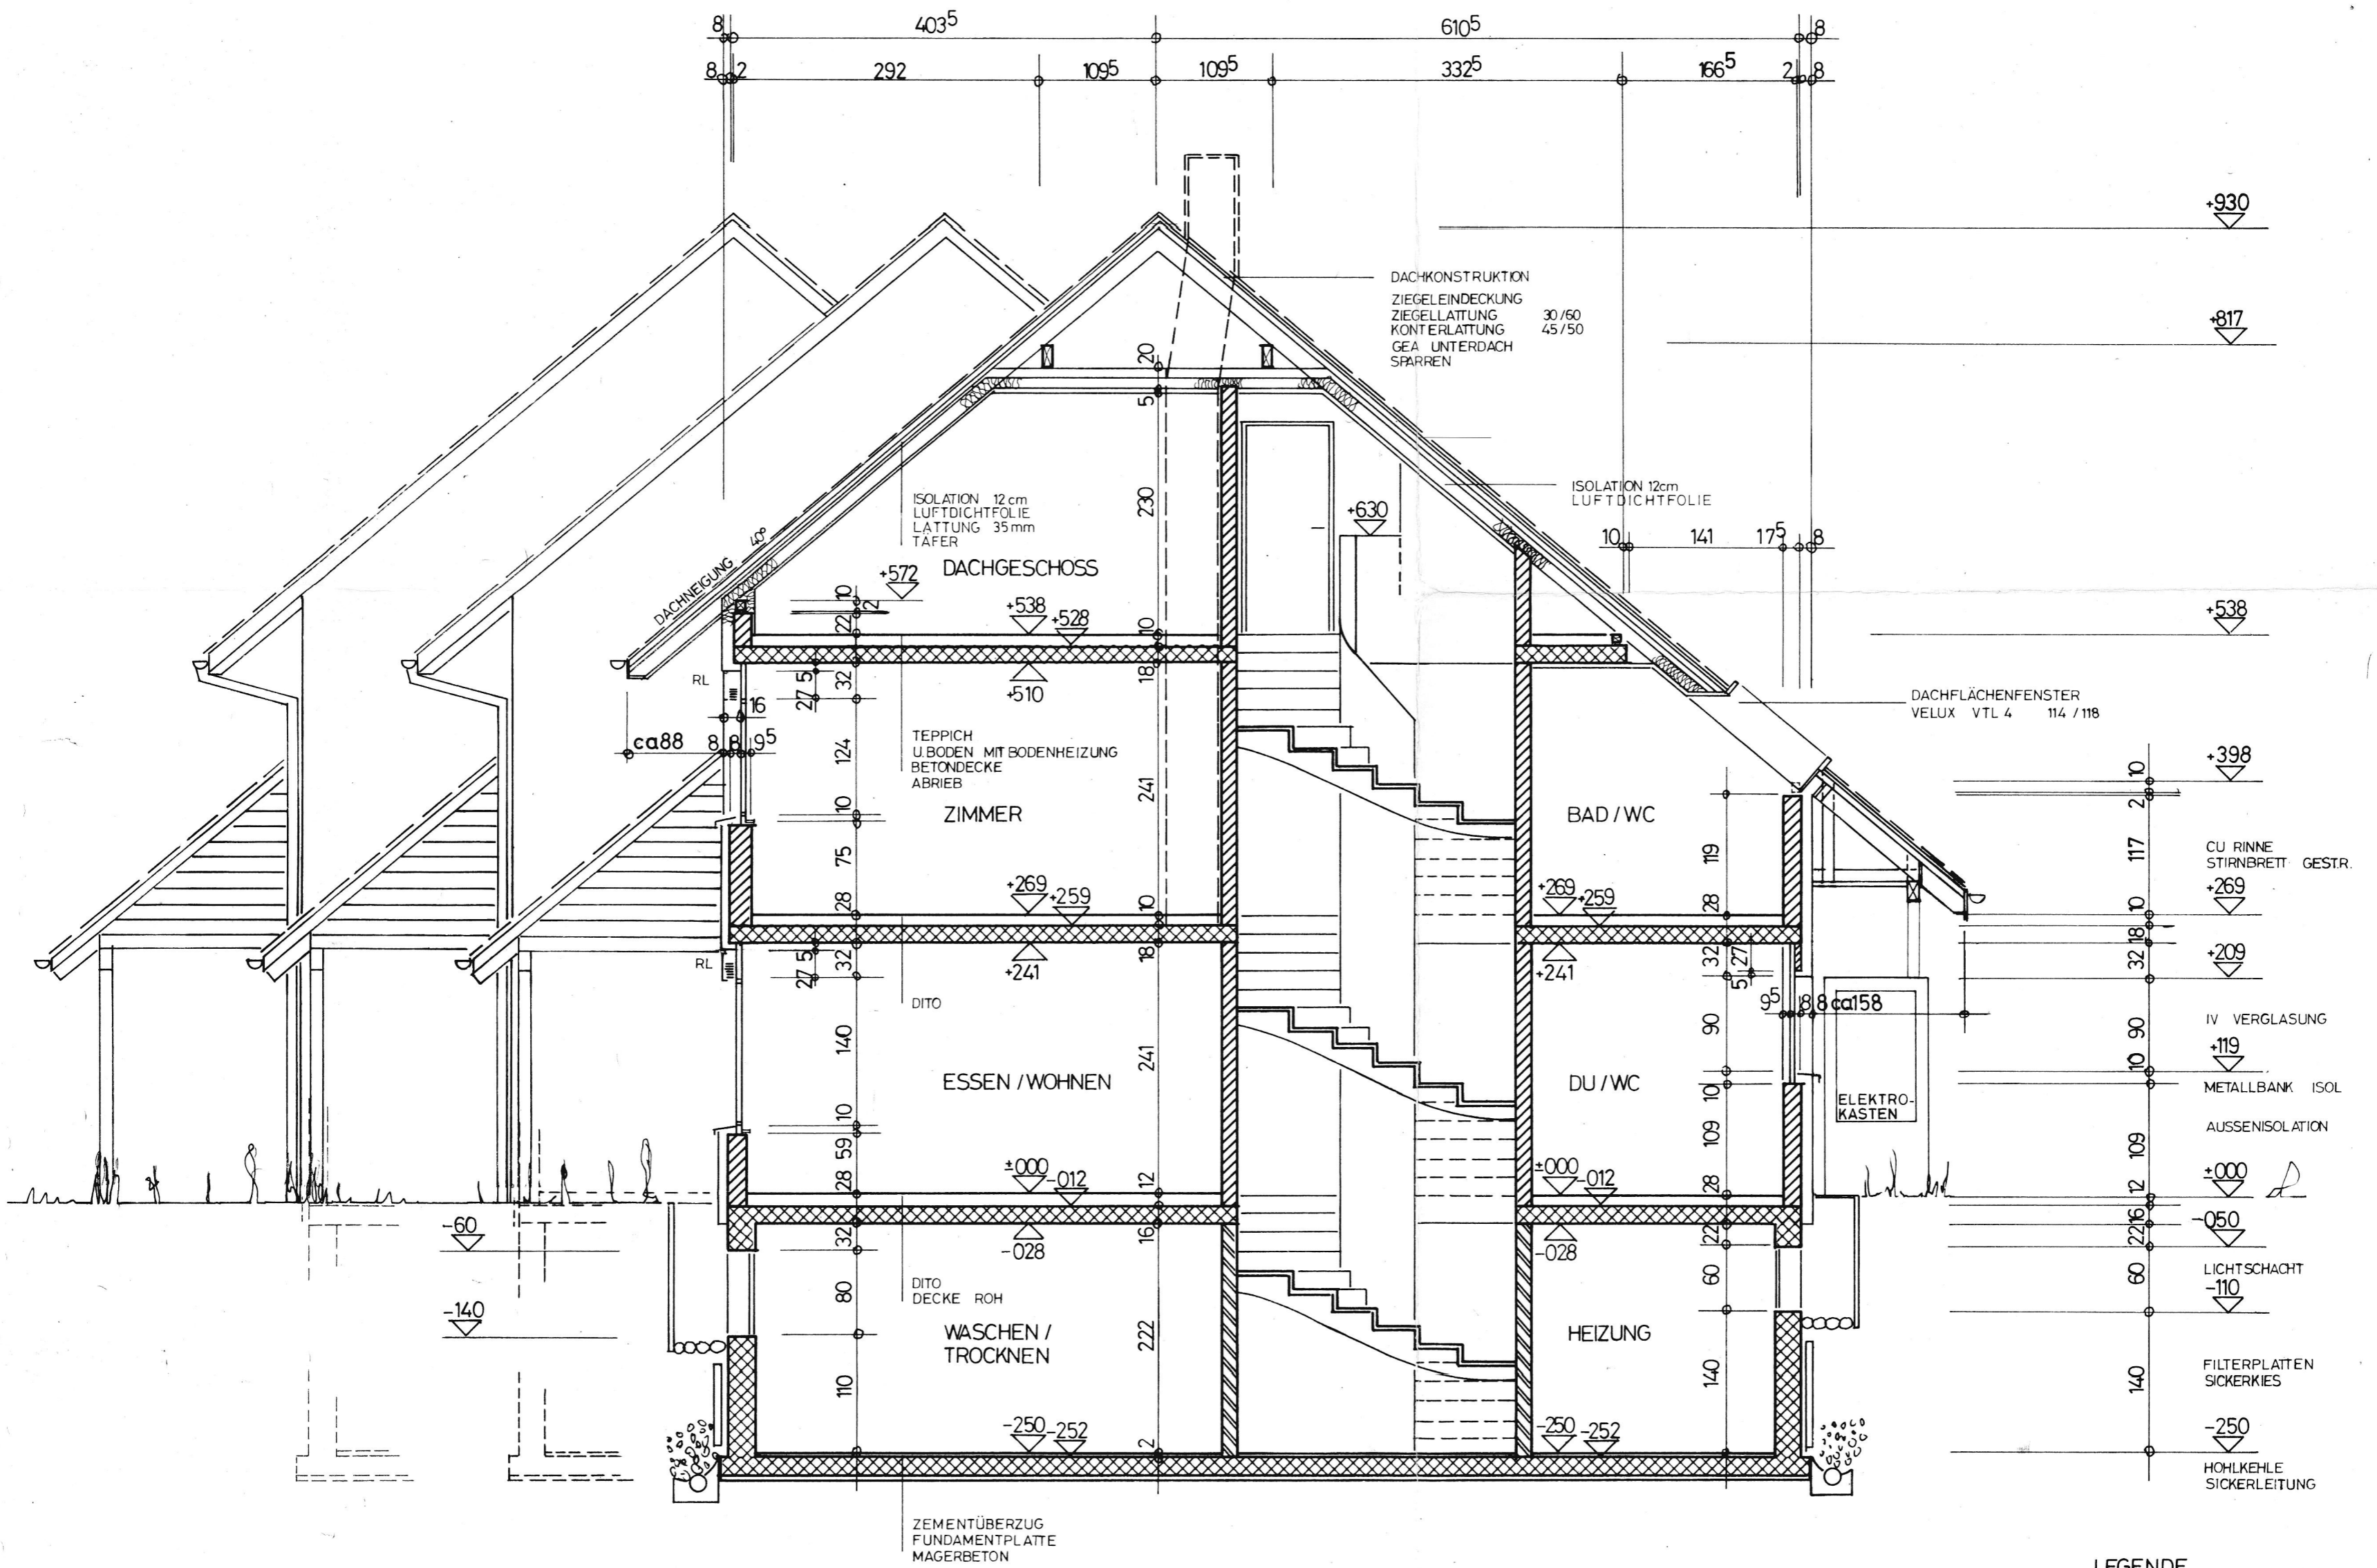 8 403⁵ 610⁵ 8
8 2 292 109⁵ 109⁵ 332⁵ 166⁵ 2 8
+930
DACHKONSTRUKTION
ZIEGELEINDECKUNG
ZIEGELLATTUNG 30/60
KONTERLATTUNG 45/50
GEA UNTERDACH
SPARREN
+817
20
5
230
ISOLATION 12 cm
LUFTDICHTFOLIE
LATTUNG 35 mm
TÄFER
ISOLATION 12cm
LUFTDICHTFOLIE
+630
10 141 17⁵ 8
DACHNEIGUNG 40°
DACHGESCHOSS
+572
10
2
22
+538
+528
10
+538
RL
32
27 5
+510
18
16
DACHFLÄCHENFENSTER
VELUX VTL 4 114 / 118
ca88 8 8 9⁵
124
TEPPICH
U.BODEN MIT BODENHEIZUNG
BETONDECKE
ABRIEB
241
10
ZIMMER
BAD / WC
75
119
28
+269
+259
10
+269
+259
28
+398
10
2
117
CU RINNE
STIRNBRETT GESTR.
+269
10
18
32
+209
RL
27 5
32
+241
18
+241
32
27
5
9⁵ 8 8 ca158
DITO
140
241
90
90
IV VERGLASUNG
+119
10
METALLBANK ISOL
ESSEN / WOHNEN
DU / WC
ELEKTRO-
KASTEN
10
59
28
10
109
28
AUSSENISOLATION
109
±000
-012
12
±000
-012
±000
12
-60
32
-028
16
-028
22
16
22
-050
DITO
DECKE ROH
80
60
60
LICHTSCHACHT
-110
-140
WASCHEN /
TROCKNEN
222
HEIZUNG
110
140
140
FILTERPLATTEN
SICKERKIES
-250
-252
2
-250
-252
-250
HOHLKEHLE
SICKERLEITUNG
ZEMENTÜBERZUG
FUNDAMENTPLATTE
MAGERBETON
LEGENDE